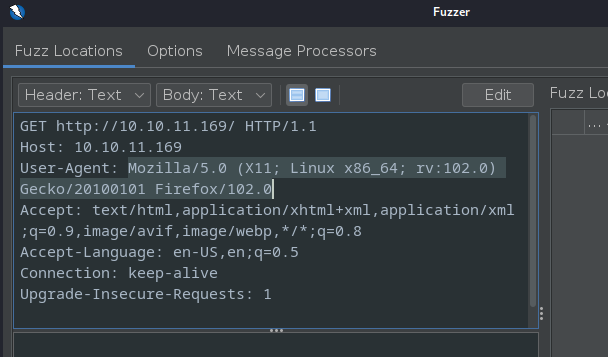 Fuzzer
Fuzz Locations Options Message Processors
Header: Text Body: Text Edit Fuzz Lo
...
GET http://10.10.11.169/ HTTP/1.1
Host: 10.10.11.169
User-Agent: Mozilla/5.0 (X11; Linux x86_64; rv:102.0)
Gecko/20100101 Firefox/102.0
Accept: text/html,application/xhtml+xml,application/xml
;q=0.9,image/avif,image/webp,*/*;q=0.8
Accept-Language: en-US,en;q=0.5
Connection: keep-alive
Upgrade-Insecure-Requests: 1